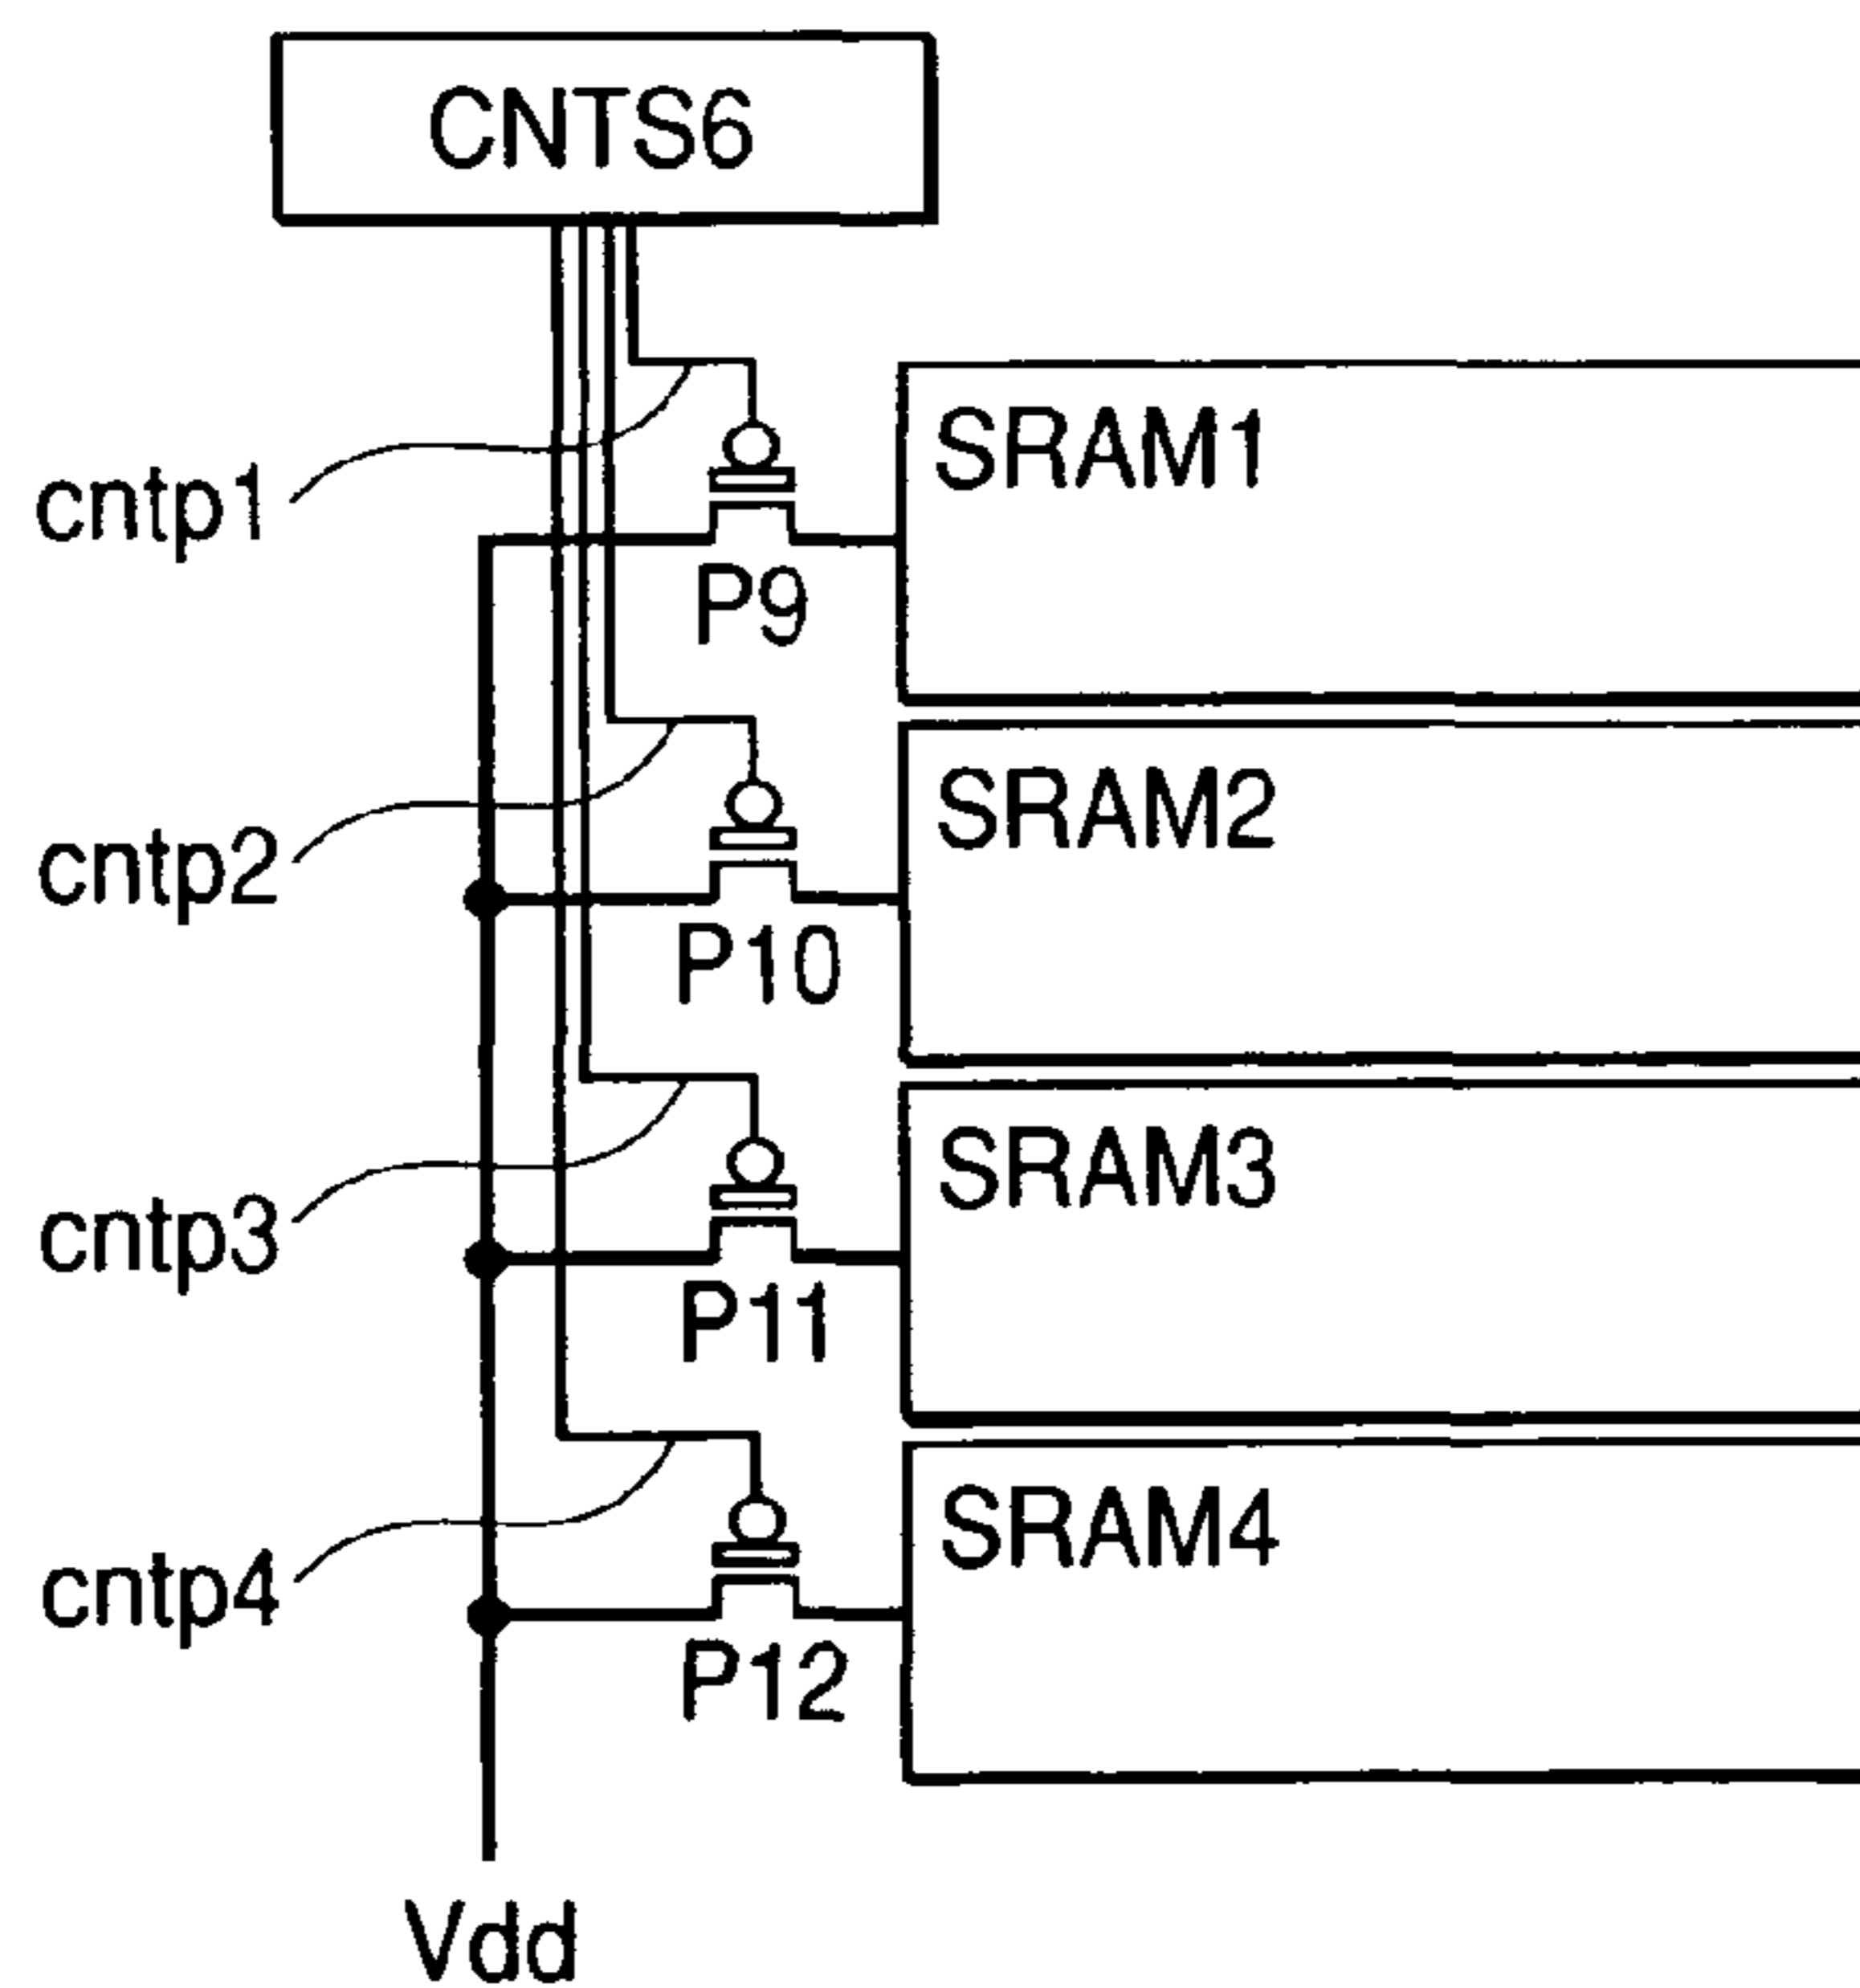 CNTS6
cntp1
SRAM1
P9
cntp2
SRAM2
P10
cntp3
SRAM3
P11
cntp4
SRAM4
P12
Vdd